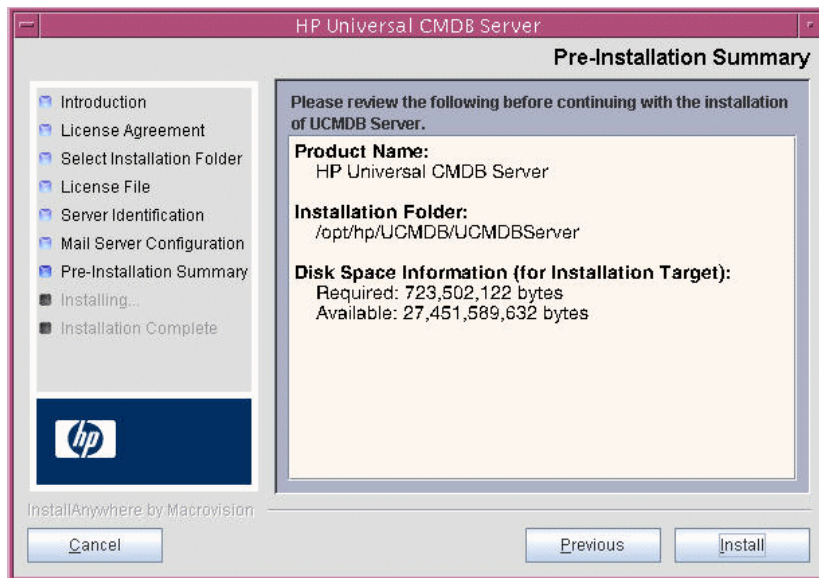 HP Universal CMDB Server
Pre-Installation Summary
Introduction
License Agreement
Select Installation Folder
License File
Server Identification
Mail Server Configuration
Pre-Installation Summary
Installing...
Installation Complete
hp
Please review the following before continuing with the installation
of UCMDB Server.
Product Name:
HP Universal CMDB Server
Installation Folder:
/opt/hp/UCMDB/UCMDBServer
Disk Space Information (for Installation Target):
Required: 723,502,122 bytes
Available: 27,451,589,632 bytes
InstallAnywhere by Macrovision
Cancel
Previous
Install